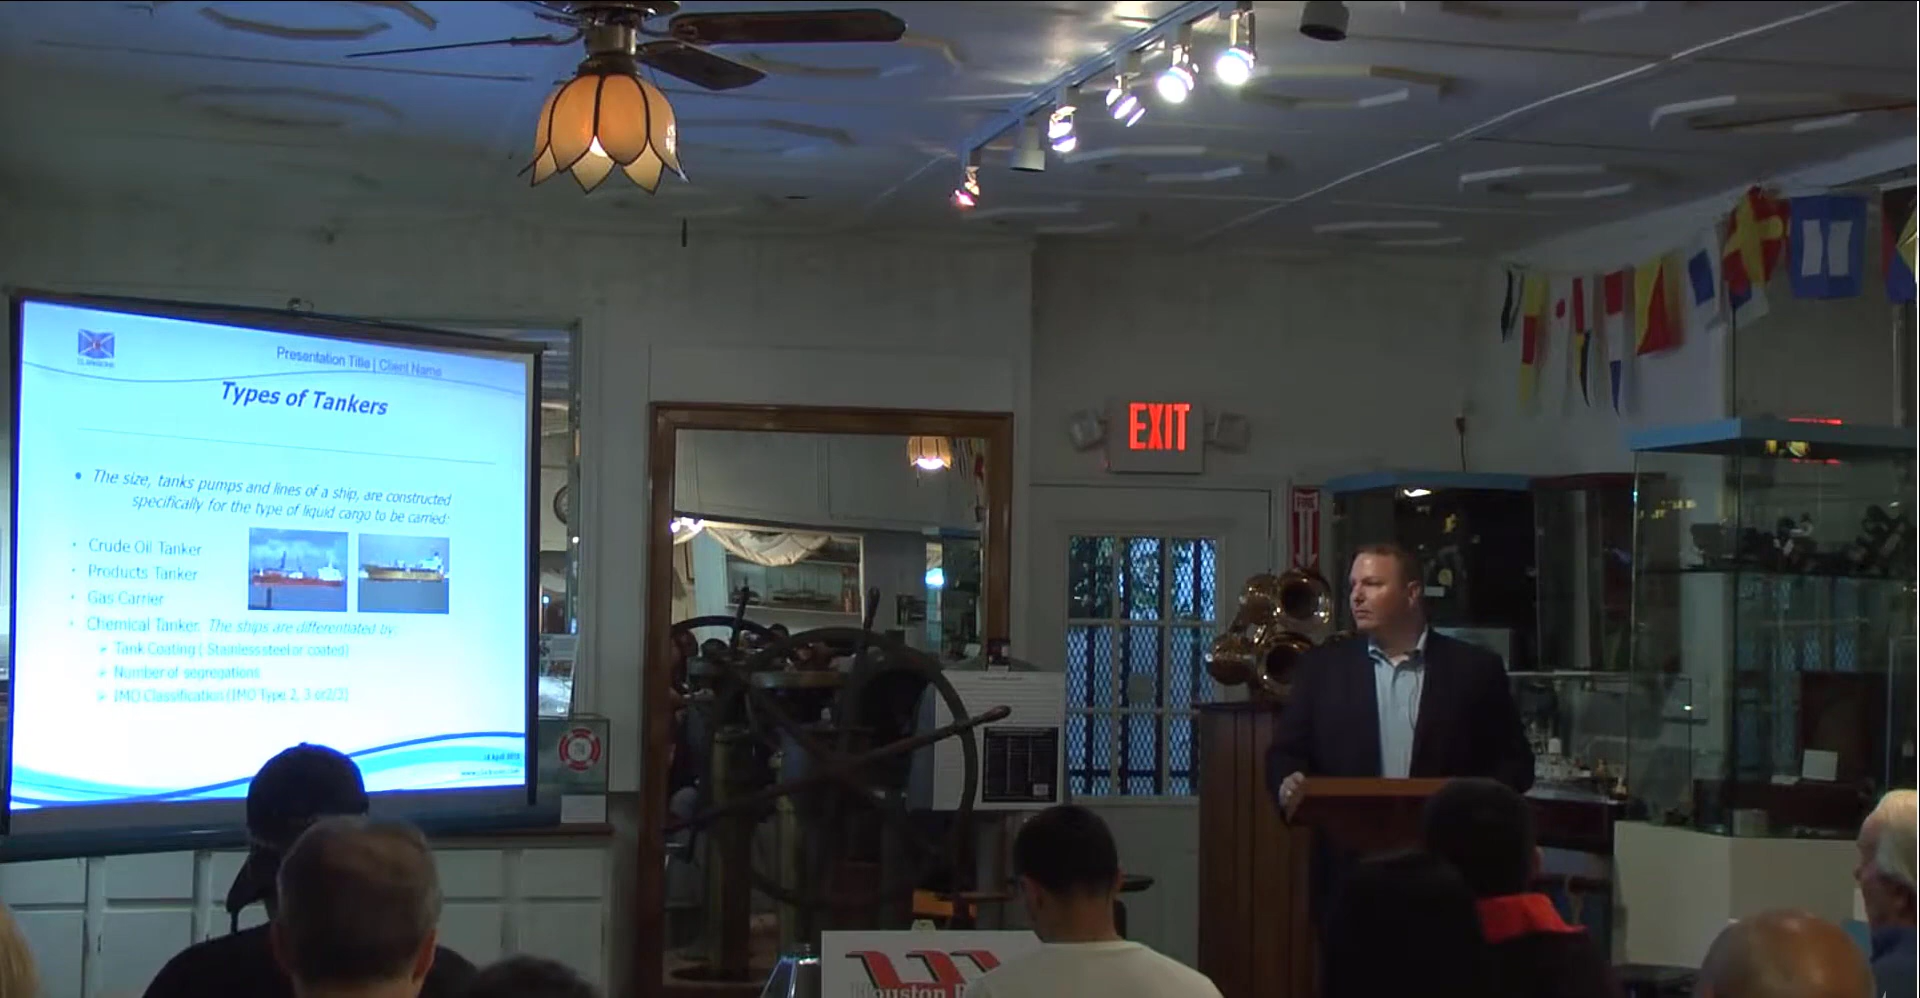 Presentation Title | Client Name
Types of Tankers
• The size, tanks pumps and lines of a ship, are constructed
specifically for the type of liquid cargo to be carried:
• Crude Oil Tanker
• Products Tanker
• Gas Carrier
• Chemical Tanker. The ships are differentiated by:
Tank Coating ( Stainless steel or coated)
Number of segregations
IMO Classification (IMO Type 2, 3 or 2/3)
EXIT
FIRE
Houston